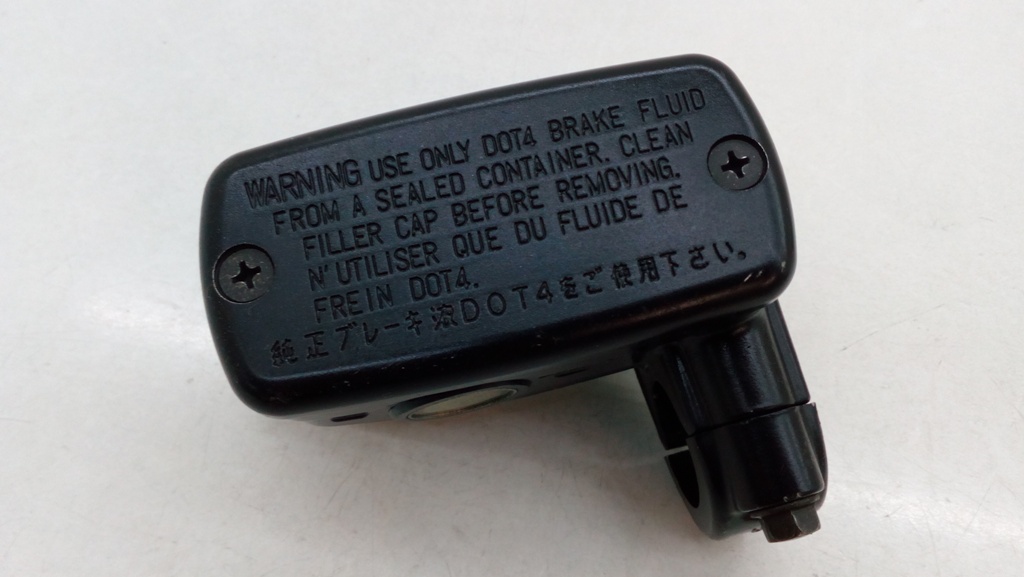 WARNING USE ONLY DOT4 BRAKE FLUID
FROM A SEALED CONTAINER. CLEAN
FILLER CAP BEFORE REMOVING.
N'UTILISER QUE DU FLUIDE DE
FREIN DOT4.
純正ブレーキ液DOT4をご使用下さい。